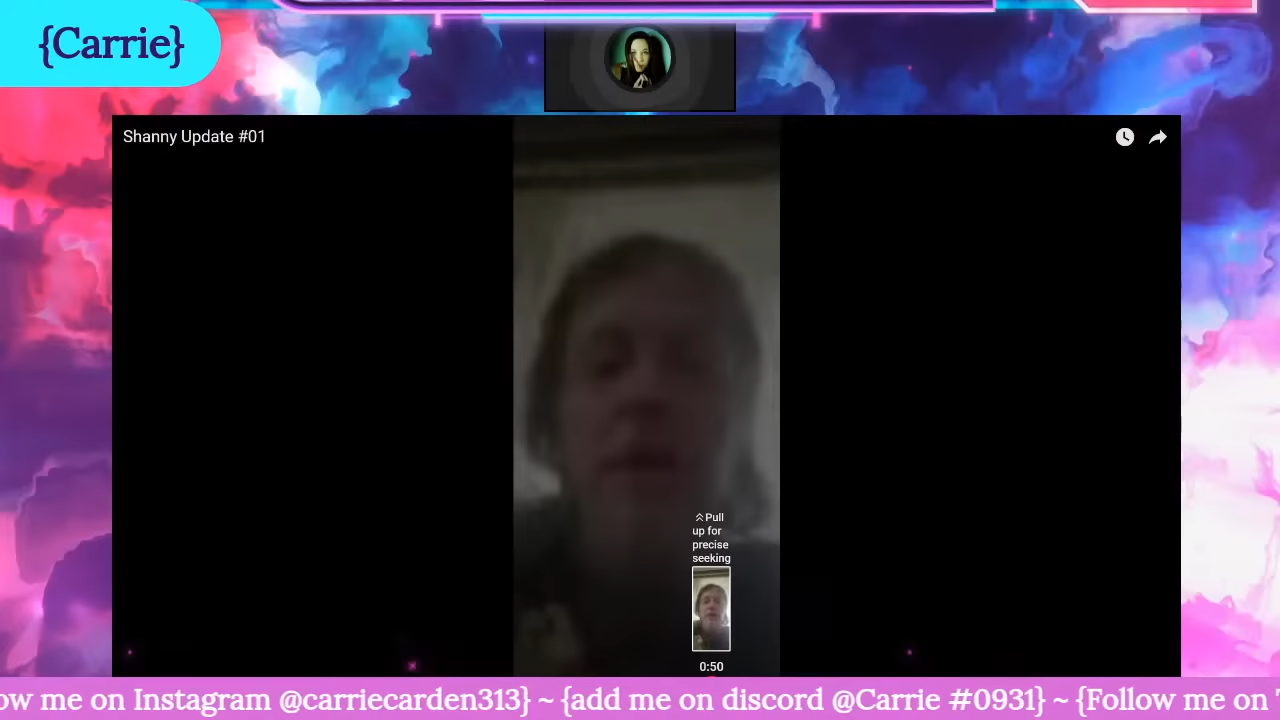 {Carrie}
Shanny Update #01
Pull
up for
precise
seeking
0:50
ow me on Instagram @carriecarden313} ~ {add me on discord @Carrie #0931} ~ {Follow me on